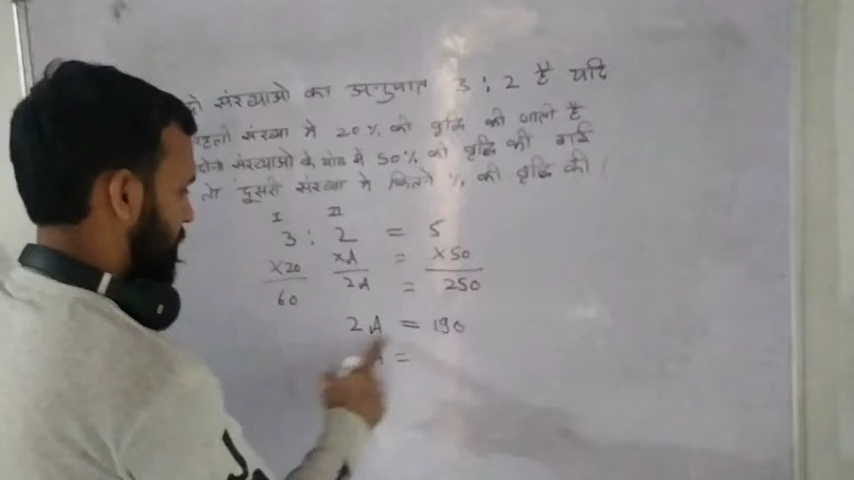 संख्याओ का अनुपात 3 : 2 है यदि
पहली संख्या मे 20% की वृद्धि की जाती है
दोनो संख्याओ के योग मे 50% की वृद्धि की गई
तो दूसरी संख्या मे कितने % की वृद्धि की।
I II
3 : 2 = 5
×20 ×A = ×50
60 2A = 250
2A = 190
A =